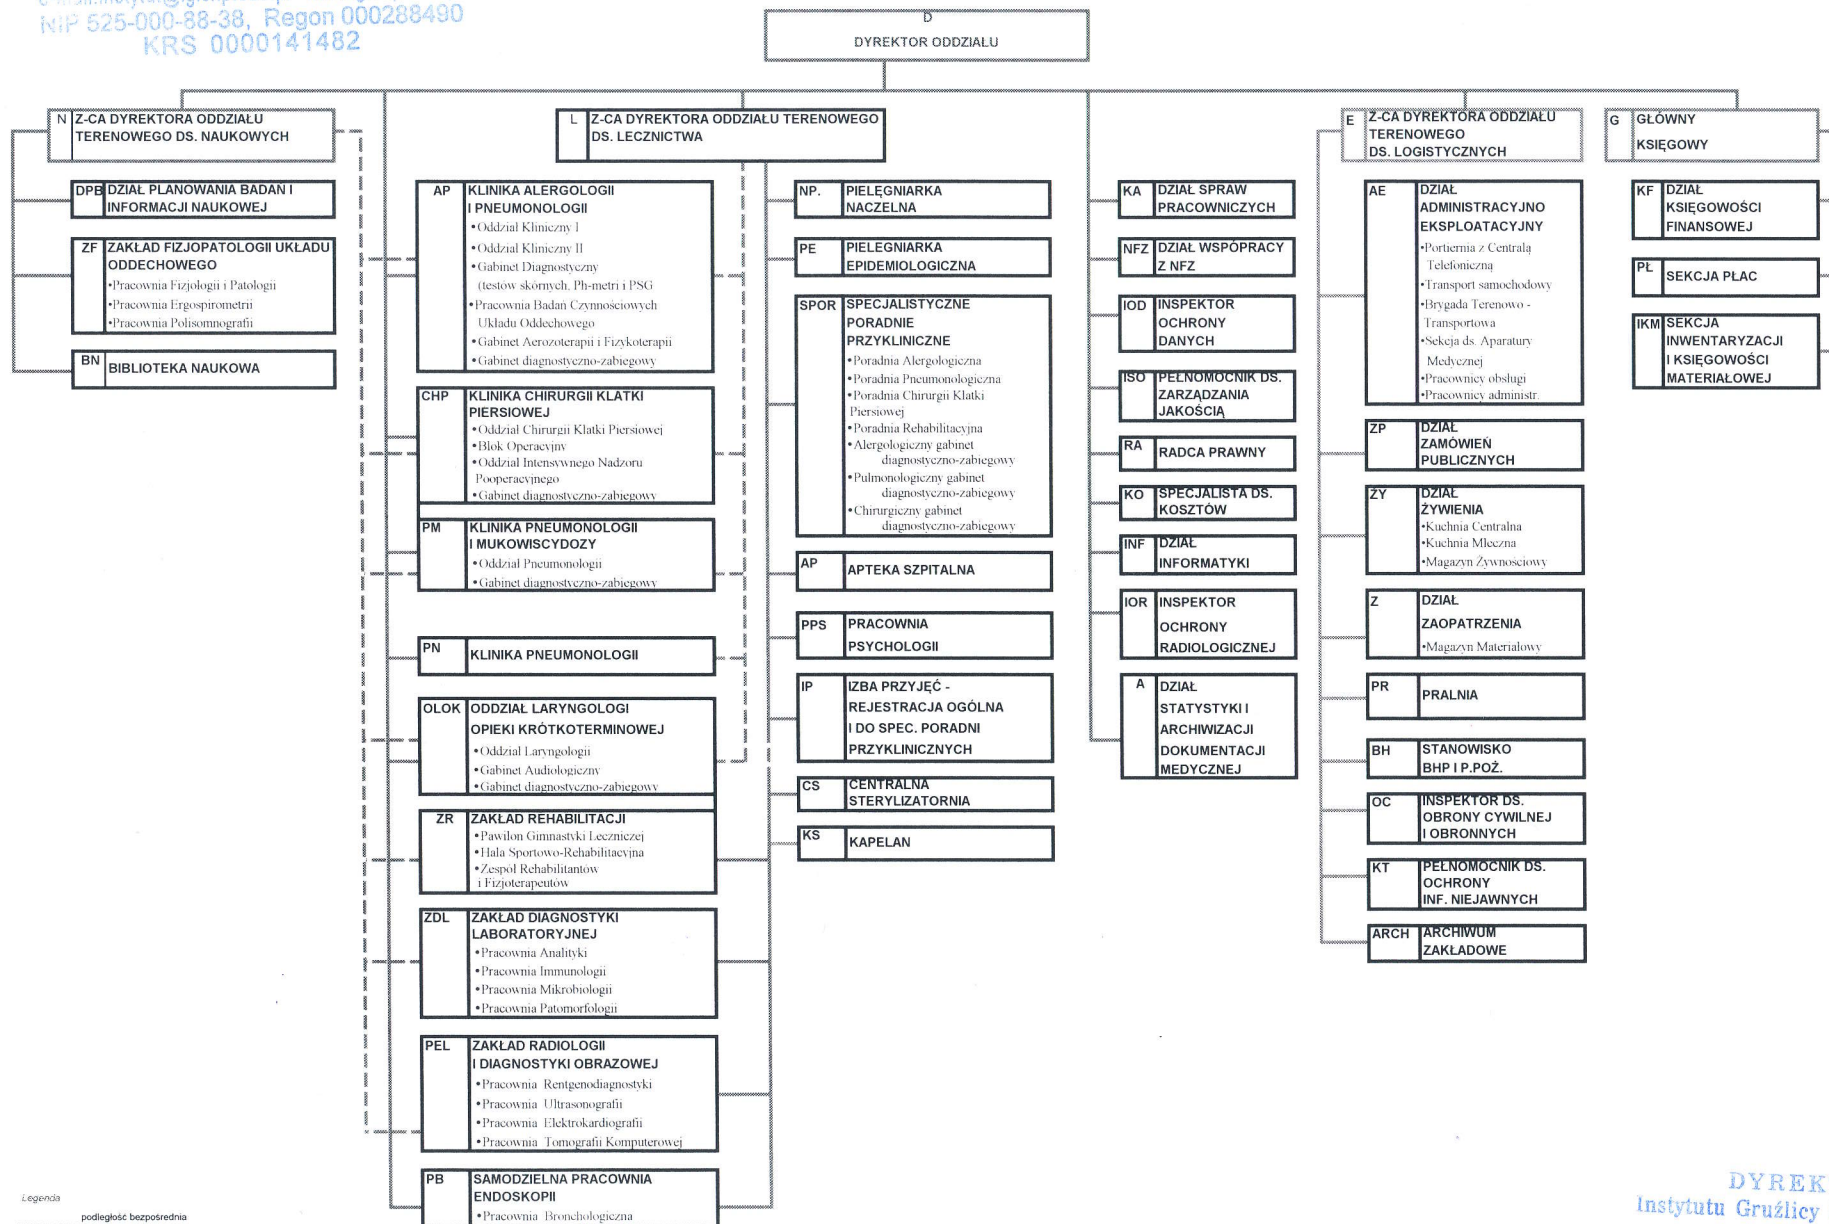 NIP 525-000-88-38, Regon 000288490
KRS 0000141482
D
DYREKTOR ODDZIAŁU
N Z-CA DYREKTORA ODDZIAŁU
TERENOWEGO DS. NAUKOWYCH
DPB DZIAŁ PLANOWANIA BADAŃ I
INFORMACJI NAUKOWEJ
ZF ZAKŁAD FIZJOPATOLOGII UKŁADU
ODDECHOWEGO
•Pracownia Fizjologii i Patologii
•Pracownia Ergospirometrii
•Pracownia Polisomnografii
BN BIBLIOTEKA NAUKOWA
L Z-CA DYREKTORA ODDZIAŁU TERENOWEGO
DS. LECZNICTWA
AP KLINIKA ALERGOLOGII
I PNEUMONOLOGII
•Oddział Kliniczny I
•Oddział Kliniczny II
•Gabinet Diagnostyczny
(testów skórnych, Ph-metri i PSG
•Pracownia Badań Czynnościowych
Układu Oddechowego
•Gabinet Aerozoterapii i Fizykoterapii
•Gabinet diagnostyczno-zabiegowy
CHP KLINIKA CHIRURGII KLATKI
PIERSIOWEJ
•Oddział Chirurgii Klatki Piersiowej
•Blok Operacyjny
•Oddział Intensywnego Nadzoru
Pooperacyjnego
•Gabinet diagnostyczno-zabiegowy
PM KLINIKA PNEUMONOLOGII
I MUKOWISCYDOZY
•Oddział Pneumonologii
•Gabinet diagnostyczno-zabiegowy
PN KLINIKA PNEUMONOLOGII
OLOK ODDZIAŁ LARYNGOLOGI
OPIEKI KRÓTKOTERMINOWEJ
•Oddział Laryngologii
•Gabinet Audiologiczny
•Gabinet diagnostyczno-zabiegowy
ZR ZAKŁAD REHABILITACJI
•Pawilon Gimnastyki Leczniczej
•Hala Sportowo-Rehabilitacyjna
•Zespół Rehabilitantów
i Fizjoterapeutów
ZDL ZAKŁAD DIAGNOSTYKI
LABORATORYJNEJ
•Pracownia Analityki
•Pracownia Immunologii
•Pracownia Mikrobiologii
•Pracownia Patomorfologii
PEL ZAKŁAD RADIOLOGII
I DIAGNOSTYKI OBRAZOWEJ
•Pracownia Rentgenodiagnostyki
•Pracownia Ultrasonografii
•Pracownia Elektrokardiografii
•Pracownia Tomografii Komputerowej
PB SAMODZIELNA PRACOWNIA
ENDOSKOPII
•Pracownia Bronchologiczna
NP. PIELĘGNIARKA
NACZELNA
PE PIELEGNIARKA
EPIDEMIOLOGICZNA
SPOR SPECJALISTYCZNE
PORADNIE
PRZYKLINICZNE
•Poradnia Alergologiczna
•Poradnia Pneumonologiczna
•Poradnia Chirurgii Klatki
Piersiowej
•Poradnia Rehabilitacyjna
•Alergologiczny gabinet
diagnostyczno-zabiegowy
•Pulmonologiczny gabinet
diagnostyczno-zabiegowy
•Chirurgiczny gabinet
diagnostyczno-zabiegowy
AP APTEKA SZPITALNA
PPS PRACOWNIA
PSYCHOLOGII
IP IZBA PRZYJĘĆ -
REJESTRACJA OGÓLNA
I DO SPEC. PORADNI
PRZYKLINICZNYCH
CS CENTRALNA
STERYLIZATORNIA
KS KAPELAN
KA DZIAŁ SPRAW
PRACOWNICZYCH
NFZ DZIAŁ WSPÓPRACY
Z NFZ
IOD INSPEKTOR
OCHRONY
DANYCH
ISO PEŁNOMOCNIK DS.
ZARZĄDZANIA
JAKOŚCIĄ
RA RADCA PRAWNY
KO SPECJALISTA DS.
KOSZTÓW
INF DZIAŁ
INFORMATYKI
IOR INSPEKTOR
OCHRONY
RADIOLOGICZNEJ
A DZIAŁ
STATYSTYKI I
ARCHIWIZACJI
DOKUMENTACJI
MEDYCZNEJ
E Z-CA DYREKTORA ODDZIAŁU
TERENOWEGO
DS. LOGISTYCZNYCH
AE DZIAŁ
ADMINISTRACYJNO
EKSPLOATACYJNY
•Portiernia z Centralą
Telefoniczną
•Transport samochodowy
•Brygada Terenowo -
Transportowa
•Sekcja ds. Aparatury
Medycznej
•Pracownicy obsługi
•Pracownicy administr.
ZP DZIAŁ
ZAMÓWIEŃ
PUBLICZNYCH
ŻY DZIAŁ
ŻYWIENIA
•Kuchnia Centralna
•Kuchnia Mleczna
•Magazyn Żywnościowy
Z DZIAŁ
ZAOPATRZENIA
•Magazyn Materiałowy
PR PRALNIA
BH STANOWISKO
BHP I P.POŻ.
OC INSPEKTOR DS.
OBRONY CYWILNEJ
I OBRONNYCH
KT PEŁNOMOCNIK DS.
OCHRONY
INF. NIEJAWNYCH
ARCH ARCHIWUM
ZAKŁADOWE
G GŁÓWNY
KSIĘGOWY
KF DZIAŁ
KSIĘGOWOŚCI
FINANSOWEJ
PŁ SEKCJA PŁAC
IKM SEKCJA
INWENTARYZACJI
I KSIĘGOWOŚCI
MATERIAŁOWEJ
Legenda
podległość bezpośrednia
DYREK
Instytutu Gruźlicy